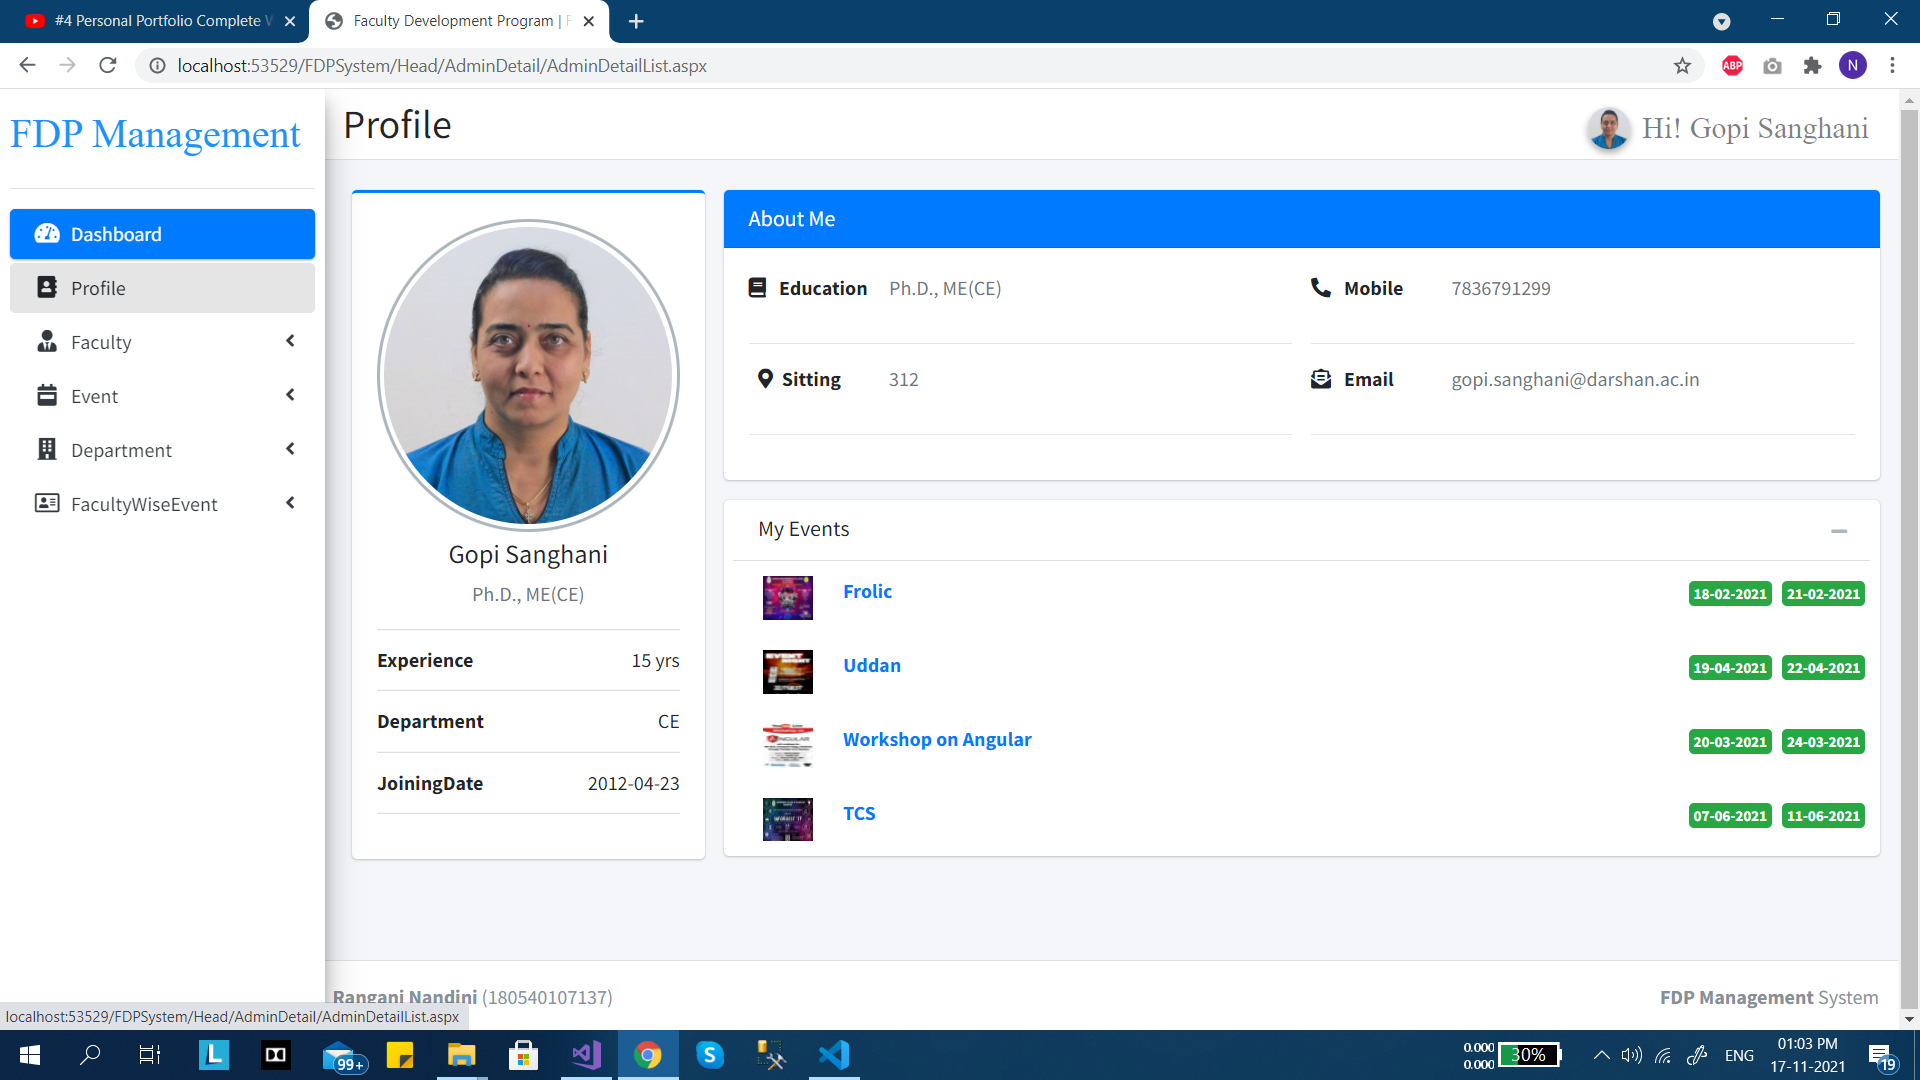 #4 Personal Portfolio Complete W
Faculty Development Program | F
localhost:53529/FDPSystem/Head/AdminDetail/AdminDetailList.aspx
ABP
N
FDP Management
Profile
Hi! Gopi Sanghani
Dashboard
Profile
Faculty
Event
Department
FacultyWiseEvent
Gopi Sanghani
Ph.D., ME(CE)
Experience 15 yrs
Department CE
JoiningDate 2012-04-23
About Me
Education Ph.D., ME(CE)
Mobile 7836791299
Sitting 312
Email gopi.sanghani@darshan.ac.in
My Events
Frolic 18-02-2021 21-02-2021
Uddan 19-04-2021 22-04-2021
Workshop on Angular 20-03-2021 24-03-2021
TCS 07-06-2021 11-06-2021
Rangani Nandini (180540107137)
FDP Management System
localhost:53529/FDPSystem/Head/AdminDetail/AdminDetailList.aspx
L
99+
S
0.000
0.000
30%
ENG
01:03 PM
17-11-2021
19